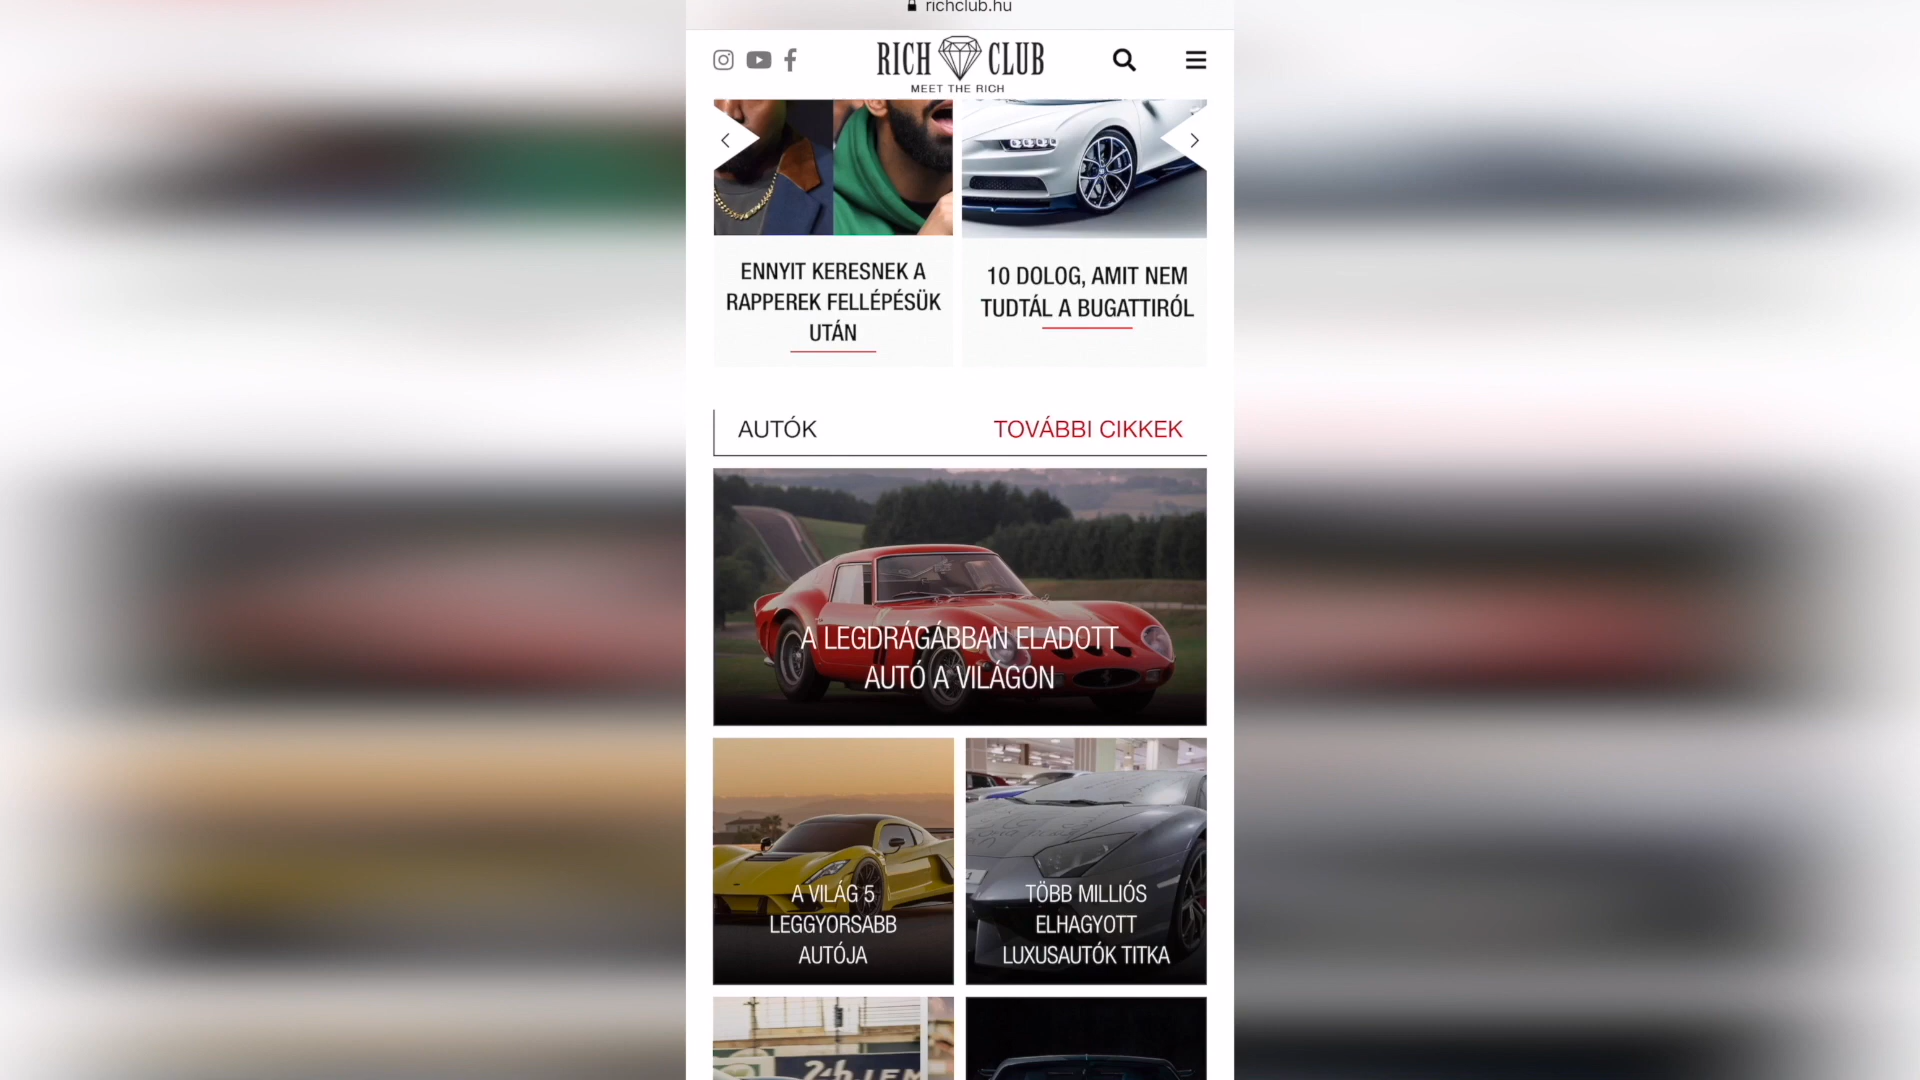 richclub.hu
RICH CLUB
MEET THE RICH
ENNYIT KERESNEK A
RAPPEREK FELLÉPÉSÜK
UTÁN
10 DOLOG, AMIT NEM
TUDTÁL A BUGATTIRÓL
AUTÓK
TOVÁBBI CIKKEK
A LEGDRÁGÁBBAN ELADOTT
AUTÓ A VILÁGON
A VILÁG 5
LEGGYORSABB
AUTÓJA
TÖBB MILLIÓS
ELHAGYOTT
LUXUSAUTÓK TITKA
24h